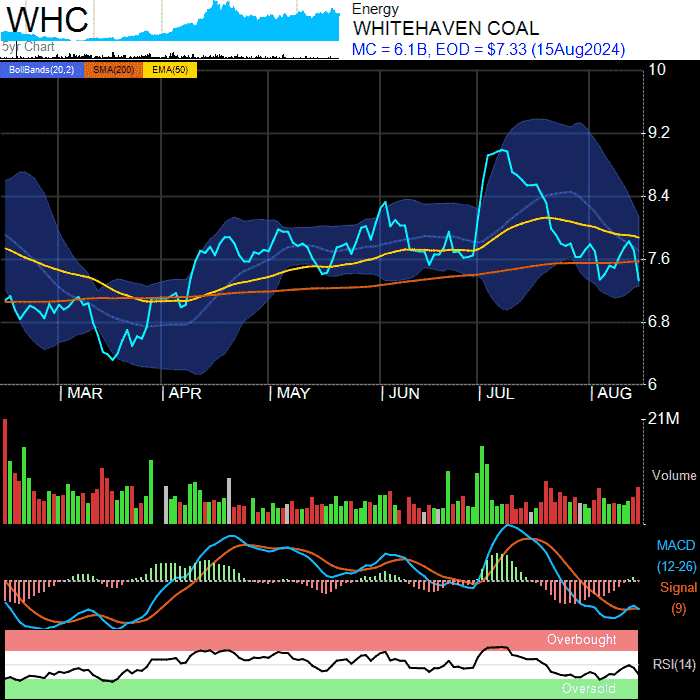 WHC
5yr Chart
Energy
WHITEHAVEN COAL
MC = 6.1B, EOD = $7.33 (15Aug2024)
BollBands(20,2) SMA(200) EMA(50)
10
9.2
8.4
7.6
6.8
6
MAR APR MAY JUN JUL AUG
21M
Volume
MACD
(12-26)
Signal
(9)
Overbought
RSI(14)
Oversold